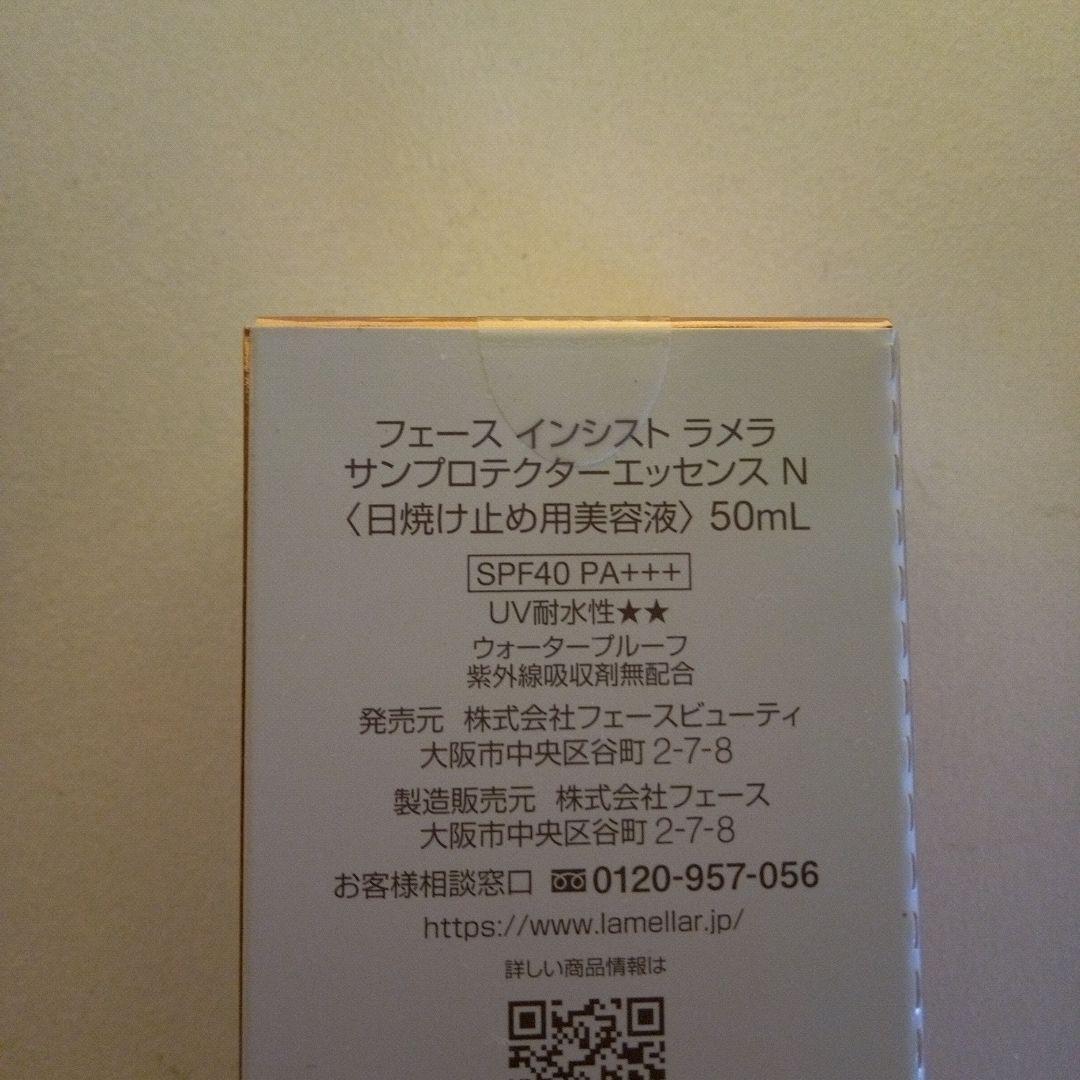 フェース インシスト ラメラ
サンプロテクターエッセンス N
〈日焼け止め用美容液〉 50mL
SPF40 PA+++
UV耐水性★★
ウォータープルーフ
紫外線吸収剤無配合
発売元 株式会社フェースビューティ
大阪市中央区谷町 2-7-8
製造販売元 株式会社フェース
大阪市中央区谷町 2-7-8
お客様相談窓口 0120-957-056
https://www.lamellar.jp/
詳しい商品情報は